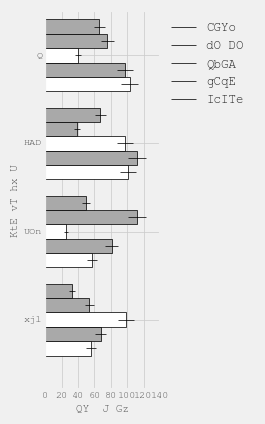 CGYo
dO DO
QbGA
gCqE
IcITe
Q
HAD
UOn
xjl
KtE vT hx U
0 20 40 60 80 100 120 140
QY J Gz